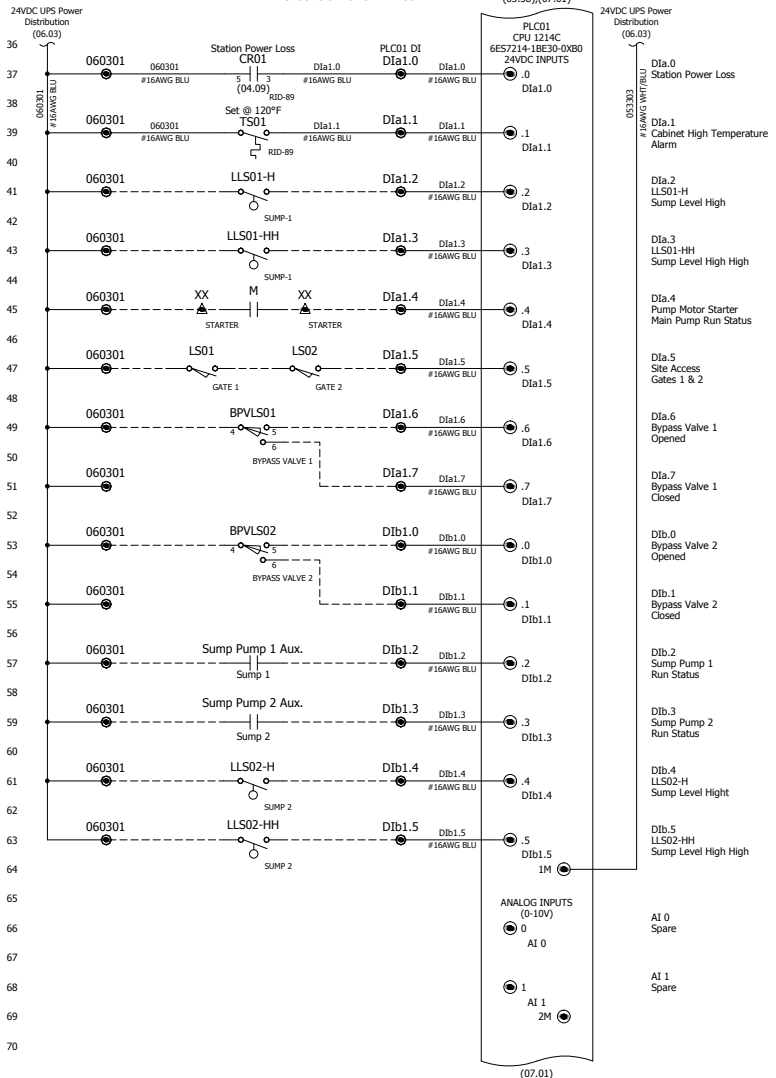 (05.38),(07.01)
24VDC UPS Power
Distribution
(06.03)
24VDC UPS Power
Distribution
(06.03)
PLC01
CPU 1214C
6ES7214-1BE30-0XB0
24VDC INPUTS
36
060301
#16AWG BLU
053303
#16AWG WHT/BLU
37
060301
060301
#16AWG BLU
Station Power Loss
CR01
5 3
(04.09)
RID-89
DIa1.0
#16AWG BLU
PLC01 DI
DIa1.0
DIa1.0
#16AWG BLU
.0
DIa1.0
DIa.0
Station Power Loss
38
39
060301
060301
#16AWG BLU
Set @ 120°F
TS01
RID-89
DIa1.1
#16AWG BLU
DIa1.1
DIa1.1
#16AWG BLU
.1
DIa1.1
DIa.1
Cabinet High Temperature
Alarm
40
41
060301
LLS01-H
SUMP-1
DIa1.2
DIa1.2
#16AWG BLU
.2
DIa1.2
DIa.2
LLS01-H
Sump Level High
42
43
060301
LLS01-HH
SUMP-1
DIa1.3
DIa1.3
#16AWG BLU
.3
DIa1.3
DIa.3
LLS01-HH
Sump Level High High
44
45
060301
XX
STARTER
M
XX
STARTER
DIa1.4
DIa1.4
#16AWG BLU
.4
DIa1.4
DIa.4
Pump Motor Starter
Main Pump Run Status
46
47
060301
LS01
GATE 1
LS02
GATE 2
DIa1.5
DIa1.5
#16AWG BLU
.5
DIa1.5
DIa.5
Site Access
Gates 1 & 2
48
49
060301
BPVLS01
4 5
6
BYPASS VALVE 1
DIa1.6
DIa1.6
#16AWG BLU
.6
DIa1.6
DIa.6
Bypass Valve 1
Opened
50
51
060301
DIa1.7
DIa1.7
#16AWG BLU
.7
DIa1.7
DIa.7
Bypass Valve 1
Closed
52
53
060301
BPVLS02
4 5
6
BYPASS VALVE 2
DIb1.0
DIb1.0
#16AWG BLU
.0
DIb1.0
DIb.0
Bypass Valve 2
Opened
54
55
060301
DIb1.1
DIb1.1
#16AWG BLU
.1
DIb1.1
DIb.1
Bypass Valve 2
Closed
56
57
060301
Sump Pump 1 Aux.
Sump 1
DIb1.2
DIb1.2
#16AWG BLU
.2
DIb1.2
DIb.2
Sump Pump 1
Run Status
58
59
060301
Sump Pump 2 Aux.
Sump 2
DIb1.3
DIb1.3
#16AWG BLU
.3
DIb1.3
DIb.3
Sump Pump 2
Run Status
60
61
060301
LLS02-H
SUMP 2
DIb1.4
DIb1.4
#16AWG BLU
.4
DIb1.4
DIb.4
LLS02-H
Sump Level Hight
62
63
060301
LLS02-HH
SUMP 2
DIb1.5
DIb1.5
#16AWG BLU
.5
DIb1.5
DIb.5
LLS02-HH
Sump Level High High
64
1M
65
ANALOG INPUTS
(0-10V)
66
0
AI 0
AI 0
Spare
67
68
1
AI 1
AI 1
Spare
69
2M
70
(07.01)